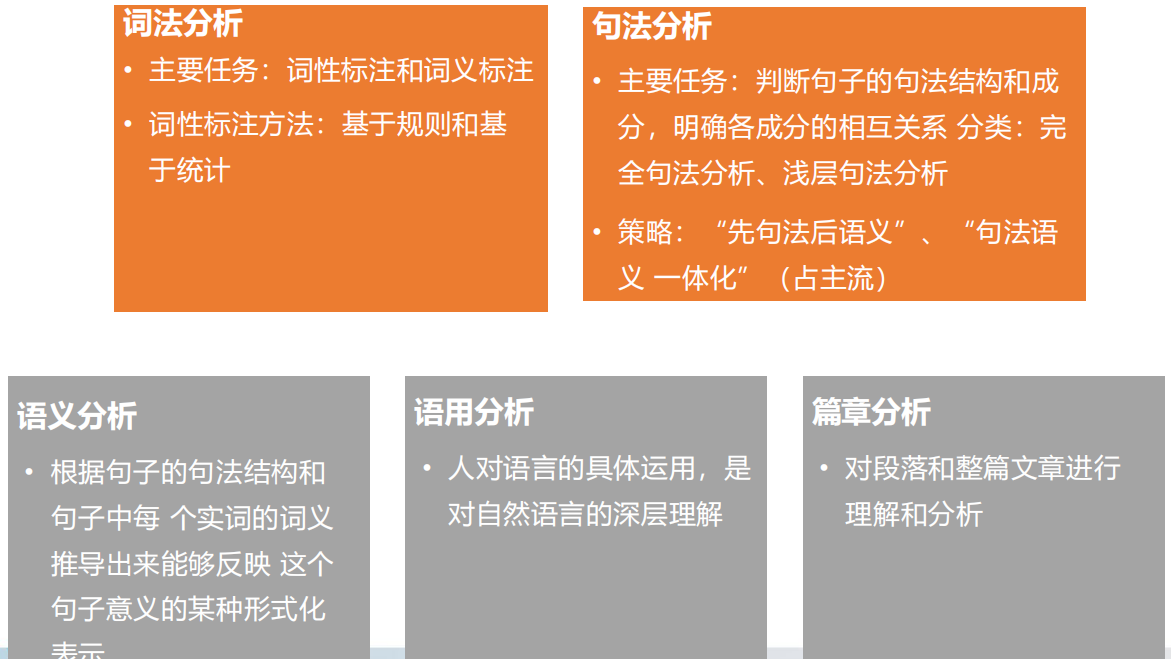 词法分析
• 主要任务：词性标注和词义标注
• 词性标注方法：基于规则和基
于统计
句法分析
• 主要任务：判断句子的句法结构和成
分，明确各成分的相互关系 分类：完
全句法分析、浅层句法分析
• 策略：“先句法后语义”、“句法语
义 一体化”（占主流）
语义分析
• 根据句子的句法结构和
句子中每 个实词的词义
推导出来能够反映 这个
句子意义的某种形式化
表示
语用分析
• 人对语言的具体运用，是
对自然语言的深层理解
篇章分析
• 对段落和整篇文章进行
理解和分析